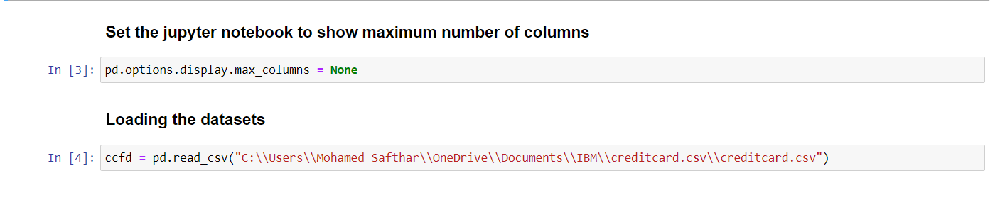 Set the jupyter notebook to show maximum number of columns
In [3]: pd.options.display.max_columns = None
Loading the datasets
In [4]: ccfd = pd.read_csv("C:\\Users\\Mohamed Safthar\\OneDrive\\Documents\\IBM\\creditcard.csv\\creditcard.csv")